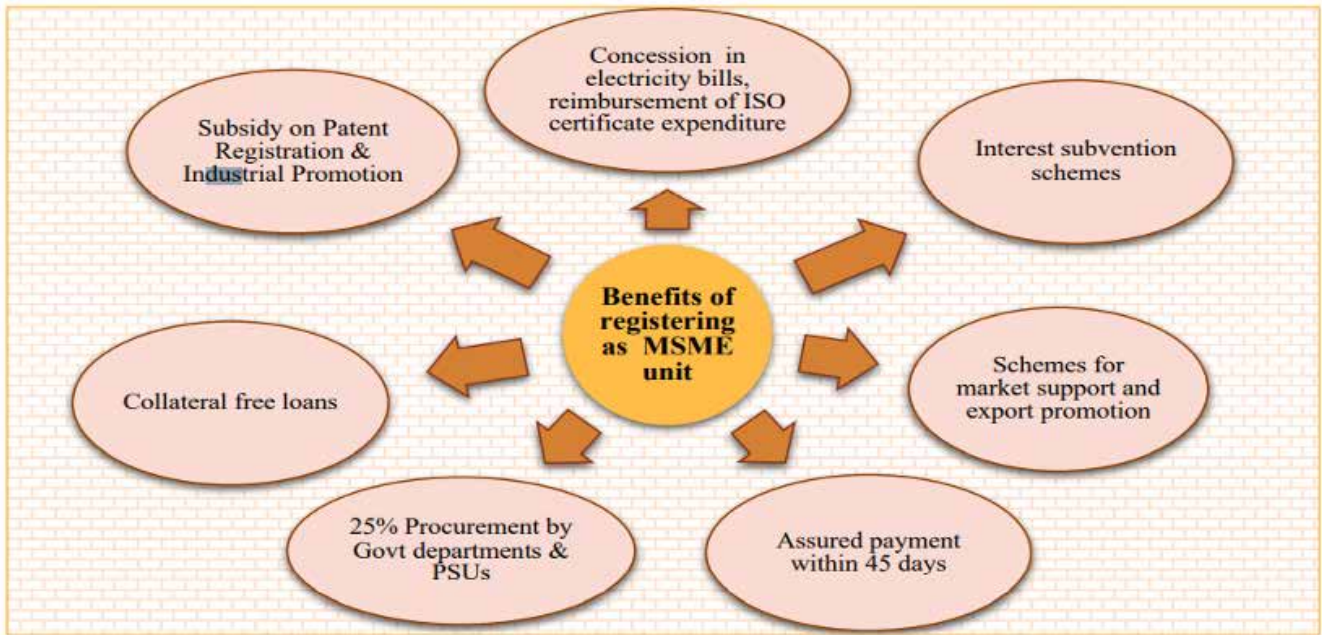 Concession in
electricity bills,
reimbursement of ISO
certificate expenditure
Subsidy on Patent
Registration &
Industrial Promotion
Interest subvention
schemes
Benefits of
registering
as MSME
unit
Collateral free loans
Schemes for
market support and
export promotion
25% Procurement by
Govt departments &
PSUs
Assured payment
within 45 days